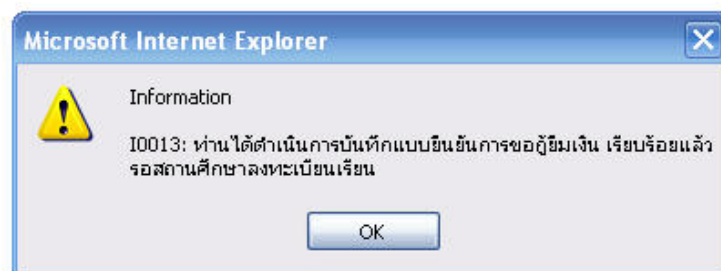 Microsoft Internet Explorer
Information
I0013: ท่านได้ดำเนินการบันทึกแบบยืนยันการขอกู้ยืมเงิน เรียบร้อยแล้ว
รอสถานศึกษาลงทะเบียนเรียน
OK